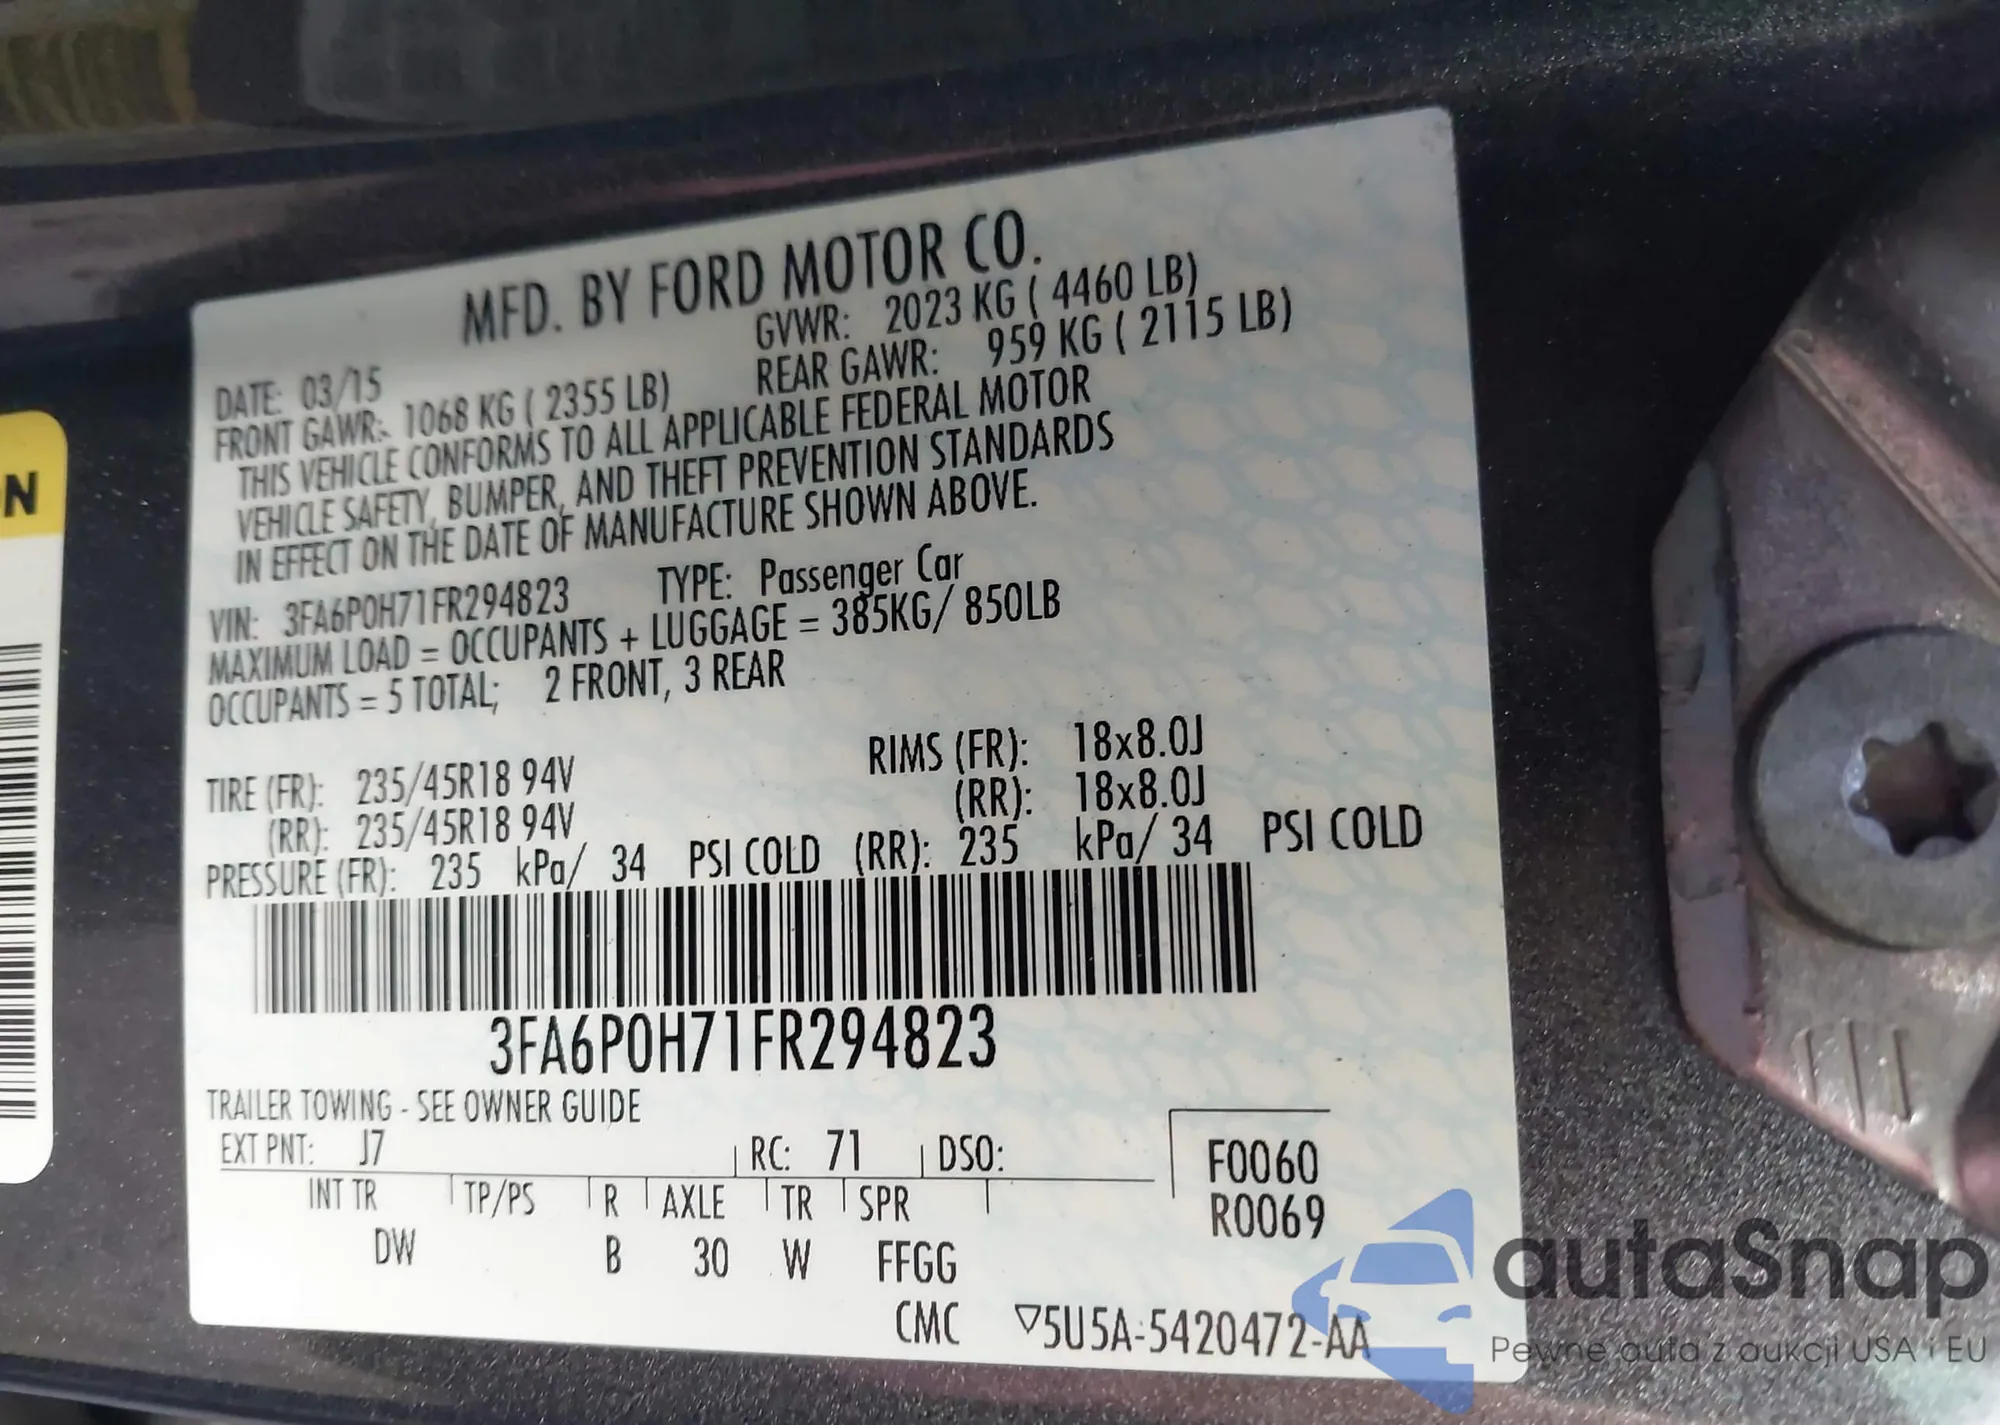 MFD. BY FORD MOTOR CO.
DATE: 03/15 GVWR: 2023 KG ( 4460 LB)
FRONT GAWR: 1068 KG ( 2355 LB) REAR GAWR: 959 KG ( 2115 LB)
THIS VEHICLE CONFORMS TO ALL APPLICABLE FEDERAL MOTOR
VEHICLE SAFETY, BUMPER, AND THEFT PREVENTION STANDARDS
IN EFFECT ON THE DATE OF MANUFACTURE SHOWN ABOVE.
VIN: 3FA6P0H71FR294823 TYPE: Passenger Car
MAXIMUM LOAD = OCCUPANTS + LUGGAGE = 385KG/ 850LB
OCCUPANTS = 5 TOTAL; 2 FRONT, 3 REAR
TIRE (FR): 235/45R18 94V RIMS (FR): 18x8.0J
(RR): 235/45R18 94V (RR): 18x8.0J
PRESSURE (FR): 235 kPa/ 34 PSI COLD (RR): 235 kPa/ 34 PSI COLD
3FA6P0H71FR294823
TRAILER TOWING - SEE OWNER GUIDE
EXT PNT: J7 RC: 71 DSO:
INT TR TP/PS R AXLE TR SPR
DW B 30 W FFGG
F0060
R0069
CMC ▽5U5A-5420472-AA
N
autaSnap
Pewne auta z aukcji USA i EU